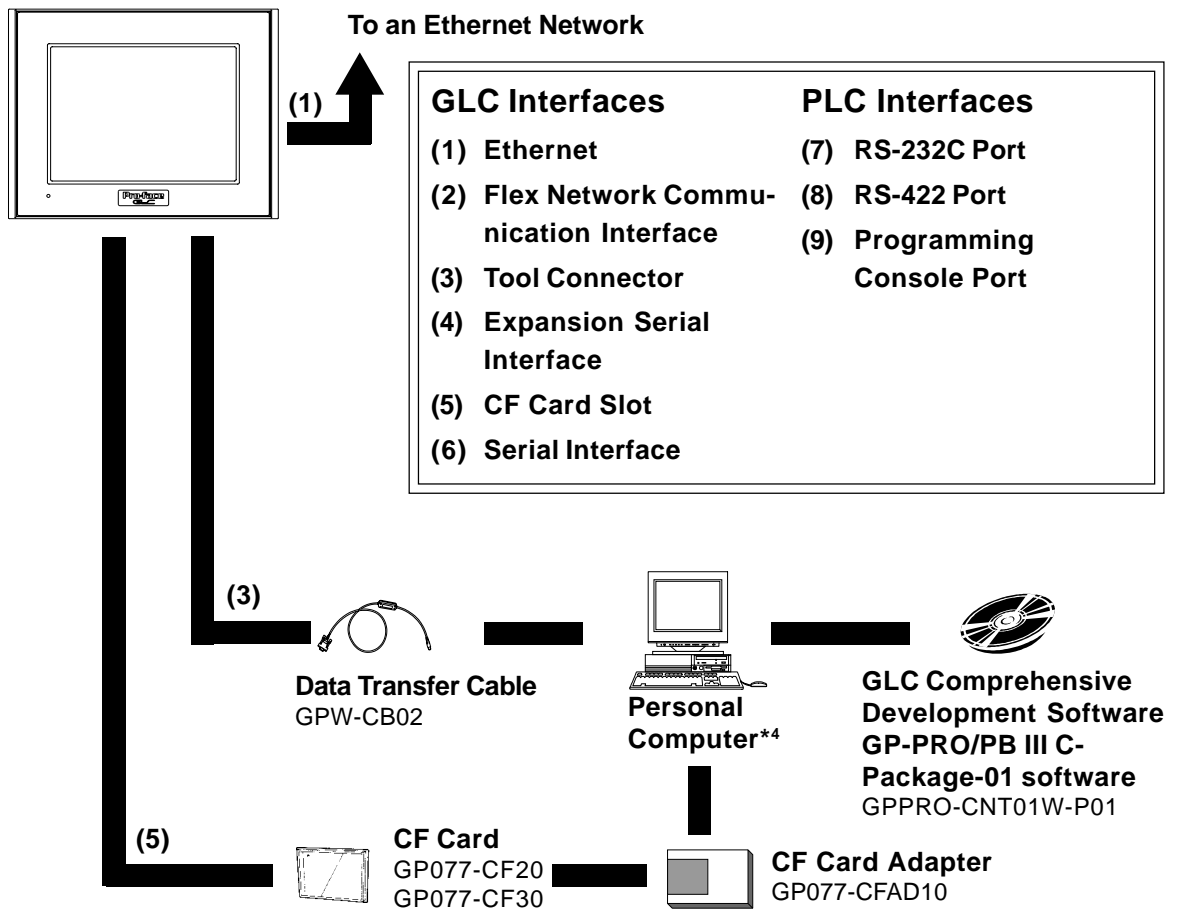 To an Ethernet Network
(1)
Pro-face
GLC Interfaces
(1) Ethernet
(2) Flex Network Commu-
nication Interface
(3) Tool Connector
(4) Expansion Serial
Interface
(5) CF Card Slot
(6) Serial Interface
PLC Interfaces
(7) RS-232C Port
(8) RS-422 Port
(9) Programming
Console Port
(3)
Data Transfer Cable
GPW-CB02
Personal
Computer*4
GLC Comprehensive
Development Software
GP-PRO/PB III C-
Package-01 software
GPPRO-CNT01W-P01
(5)
CF Card
GP077-CF20
GP077-CF30
CF Card Adapter
GP077-CFAD10